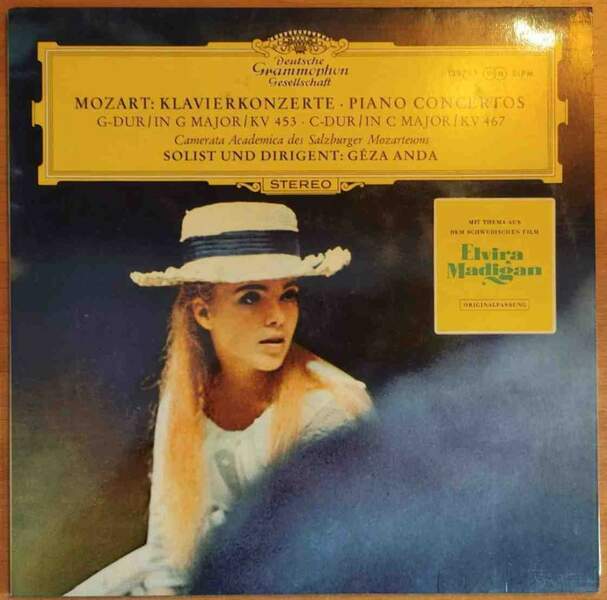 Deutsche
Grammophon
Gesellschaft
SLPM
MOZART: KLAVIERKONZERTE · PIANO CONCERTOS
G-DUR/IN G MAJOR/KV 453 · C-DUR/IN C MAJOR/KV 467
Camerata Academica des Salzburger Mozarteums
SOLIST UND DIRIGENT: GÉZA ANDA
STEREO
MIT THEMA AUS
DEM SCHWEDISCHEN FILM
Elvira
Madigan
ORIGINALFASSUNG